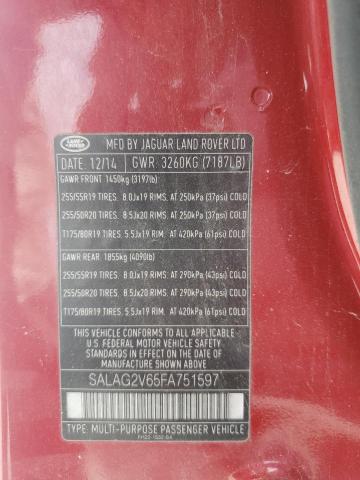 LAND ROVER
MFD BY JAGUAR LAND ROVER LTD
DATE 12/14 GWR 3260KG (7187LB)
GAWR FRONT 1450kg (3197lb)
255/55R19 TIRES. 8.0Jx19 RIMS. AT 250kPa (37psi) COLD
255/50R20 TIRES. 8.5Jx20 RIMS. AT 250kPa (37psi) COLD
T175/80R19 TIRES. 5.5Jx19 RIM. AT 420kPa (61psi) COLD
GAWR REAR 1855kg (4090lb)
255/55R19 TIRES. 8.0Jx19 RIMS. AT 290kPa (43psi) COLD
255/50R20 TIRES. 8.5Jx20 RIMS. AT 290kPa (43psi) COLD
T175/80R19 TIRES. 5.5Jx19 RIM. AT 420kPa (61psi) COLD
THIS VEHICLE CONFORMS TO ALL APPLICABLE
U.S. FEDERAL MOTOR VEHICLE SAFETY AND
THEFT PREVENTION STANDARDS IN EFFECT
ON THE DATE OF MANUFACTURE
SHOWN ABOVE
SALAG2V65FA751597
TYPE: MULTI-PURPOSE PASSENGER VEHICLE